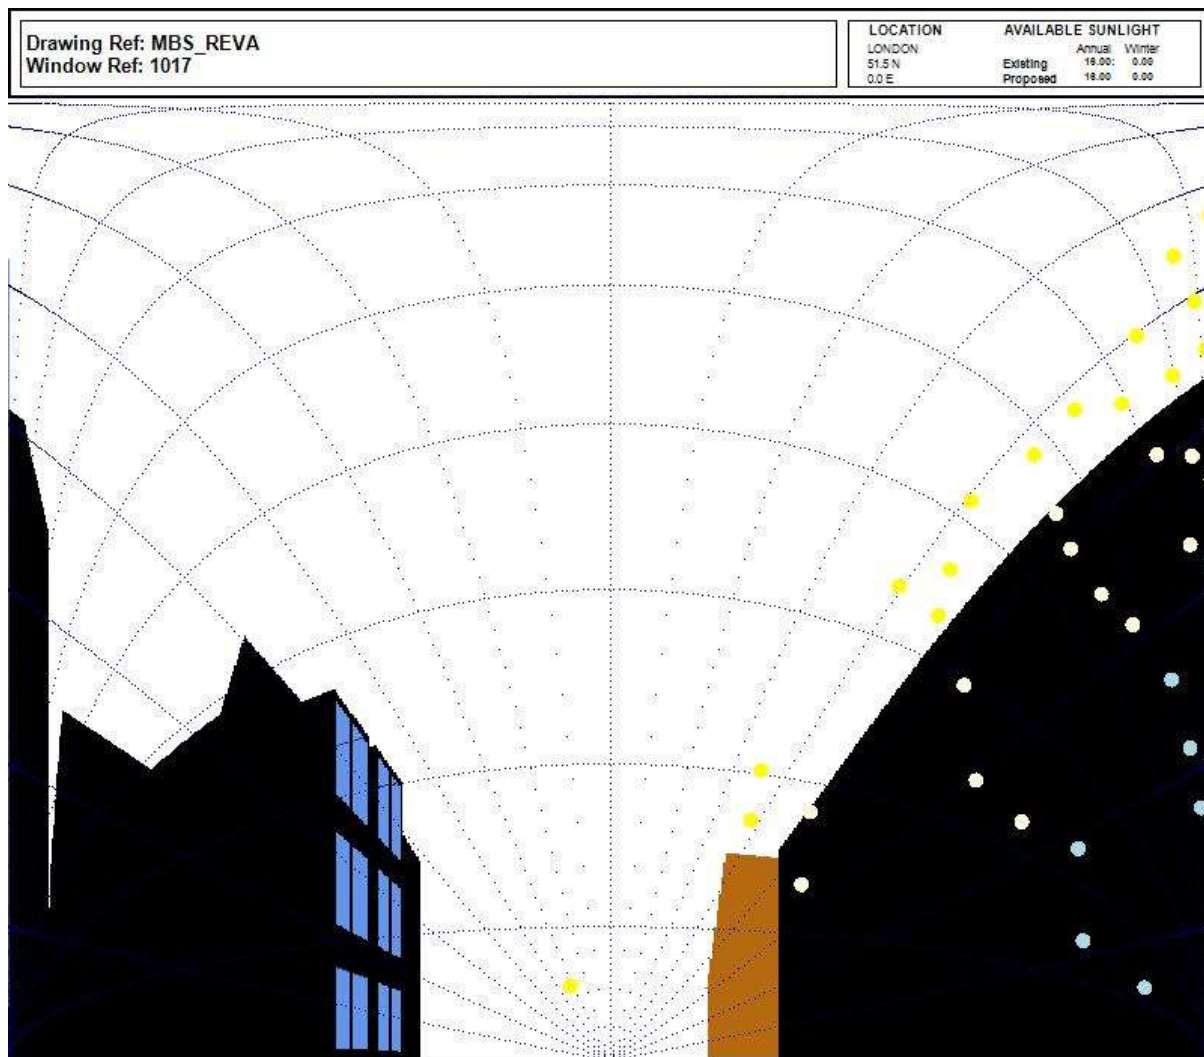 Drawing Ref: MBS_REVA
Window Ref: 1017
LOCATION
LONDON
51.5 N
0.0 E
AVAILABLE SUNLIGHT
Annual Winter
Existing 18.00: 0.00
Proposed 18.00 0.00